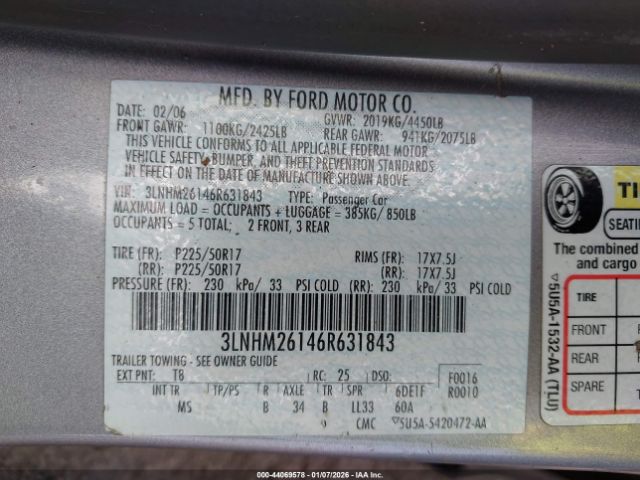 MFD. BY FORD MOTOR CO.
DATE: 02/06 GVWR: 2019KG/4450LB
FRONT GAWR: 1100KG/2425LB REAR GAWR: 941KG/2075LB
THIS VEHICLE CONFORMS TO ALL APPLICABLE FEDERAL MOTOR
VEHICLE SAFETY, BUMPER, AND THEFT PREVENTION STANDARDS
IN EFFECT ON THE DATE OF MANUFACTURE SHOWN ABOVE.
VIN: 3LNHM26146R631843 TYPE: Passenger Car
MAXIMUM LOAD = OCCUPANTS + LUGGAGE = 385KG/850LB
OCCUPANTS = 5 TOTAL; 2 FRONT, 3 REAR
TIRE (FR): P225/50R17 RIMS (FR): 17X7.5J
(RR): P225/50R17 (RR): 17X7.5J
PRESSURE (FR): 230 kPa/ 33 PSI COLD (RR): 230 kPa/ 33 PSI COLD
3LNHM26146R631843
TRAILER TOWING - SEE OWNER GUIDE
EXT PNT: T8 RC: 25 DSO: F0016
INT TR TP/PS R AXLE TR SPR 6DE1F R0010
MS B 34 B LL33 60A
CMC ▽5U5A-5420472-AA
TI
SEATI
The combined
and cargo
TIRE
FRONT
REAR
SPARE
▽5U5A-1532-AA (TLU)
000-44069578 | 01/07/2026 | IAA Inc.